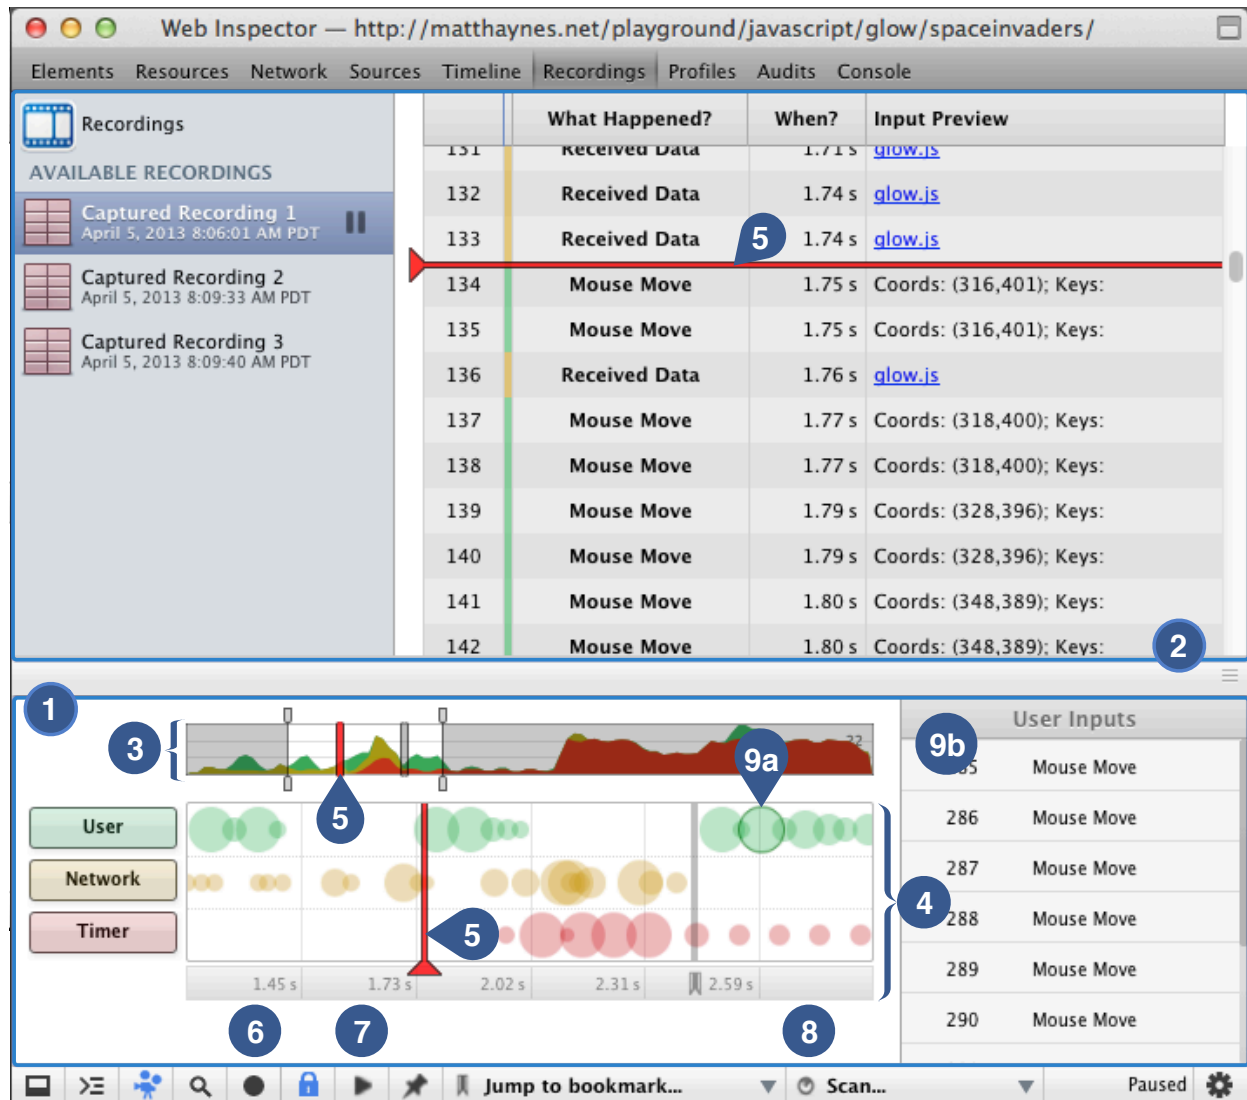 Web Inspector — http://matthaynes.net/playground/javascript/glow/spaceinvaders/
Elements Resources Network Sources Timeline Recordings Profiles Audits Console
Recordings
AVAILABLE RECORDINGS
Captured Recording 1
April 5, 2013 8:06:01 AM PDT
Captured Recording 2
April 5, 2013 8:09:33 AM PDT
Captured Recording 3
April 5, 2013 8:09:40 AM PDT
What Happened? When? Input Preview
131 Received Data 1.71 s glow.js
132 Received Data 1.74 s glow.js
133 Received Data 1.74 s glow.js
5
134 Mouse Move 1.75 s Coords: (316,401); Keys:
135 Mouse Move 1.75 s Coords: (316,401); Keys:
136 Received Data 1.76 s glow.js
137 Mouse Move 1.77 s Coords: (318,400); Keys:
138 Mouse Move 1.77 s Coords: (318,400); Keys:
139 Mouse Move 1.79 s Coords: (328,396); Keys:
140 Mouse Move 1.79 s Coords: (328,396); Keys:
141 Mouse Move 1.80 s Coords: (348,389); Keys:
142 Mouse Move 1.80 s Coords: (348,389); Keys:
2
1
3
5
9a
User
Network
Timer
5
4
1.45 s 1.73 s 2.02 s 2.31 s 2.59 s
6 7 8
User Inputs
9b
Mouse Move
286 Mouse Move
287 Mouse Move
288 Mouse Move
289 Mouse Move
290 Mouse Move
Jump to bookmark... Scan... Paused